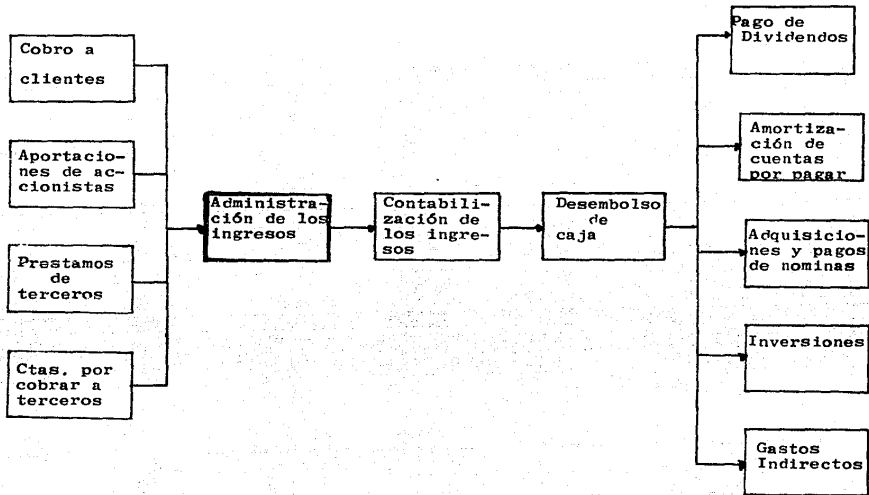 Cobro a
clientes
Aportacio-
nes de ac-
cionistas
Prestamos
de
terceros
Ctas. por
cobrar a
terceros
Administra-
ción de los
ingresos
Contabili-
zación de
los ingre-
sos
Desembolso
de
caja
Pago de
Dividendos
Amortiza-
ción de
cuentas
por pagar
Adquisicio-
nes y pagos
de nominas
Inversiones
Gastos
Indirectos